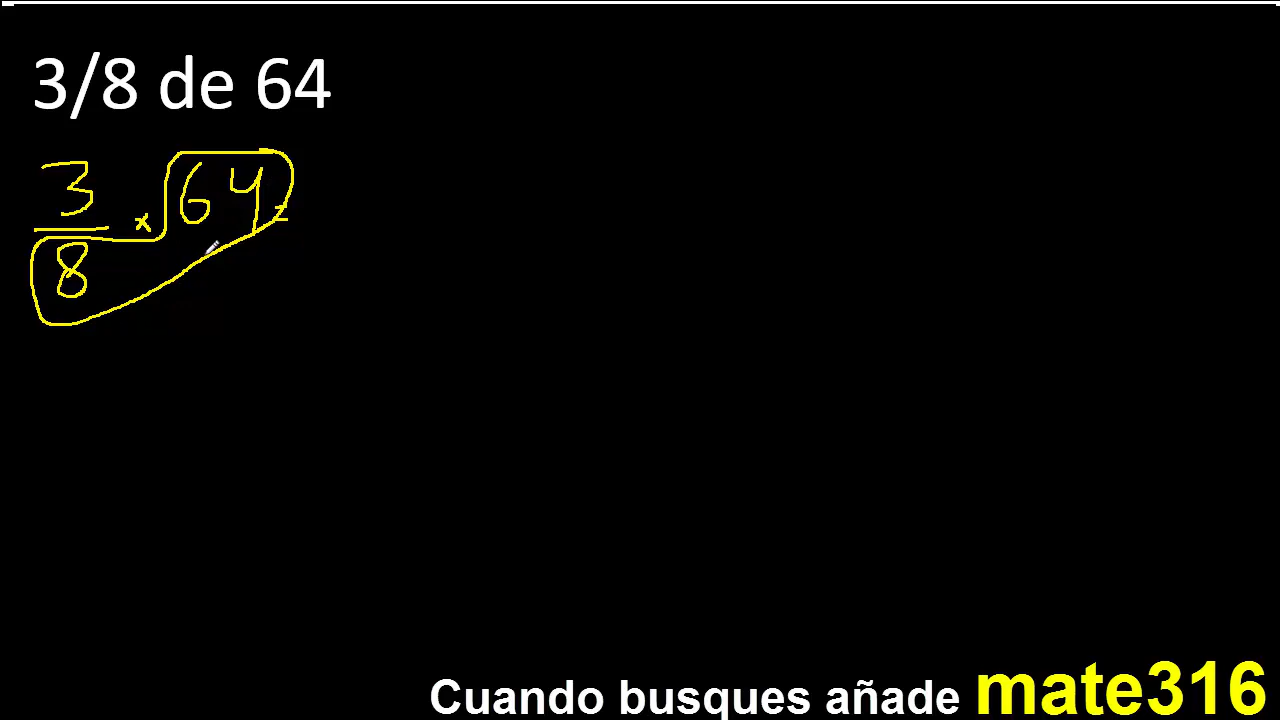 3/8 de 64
3
× 64 =
8
Cuando busques añade mate316